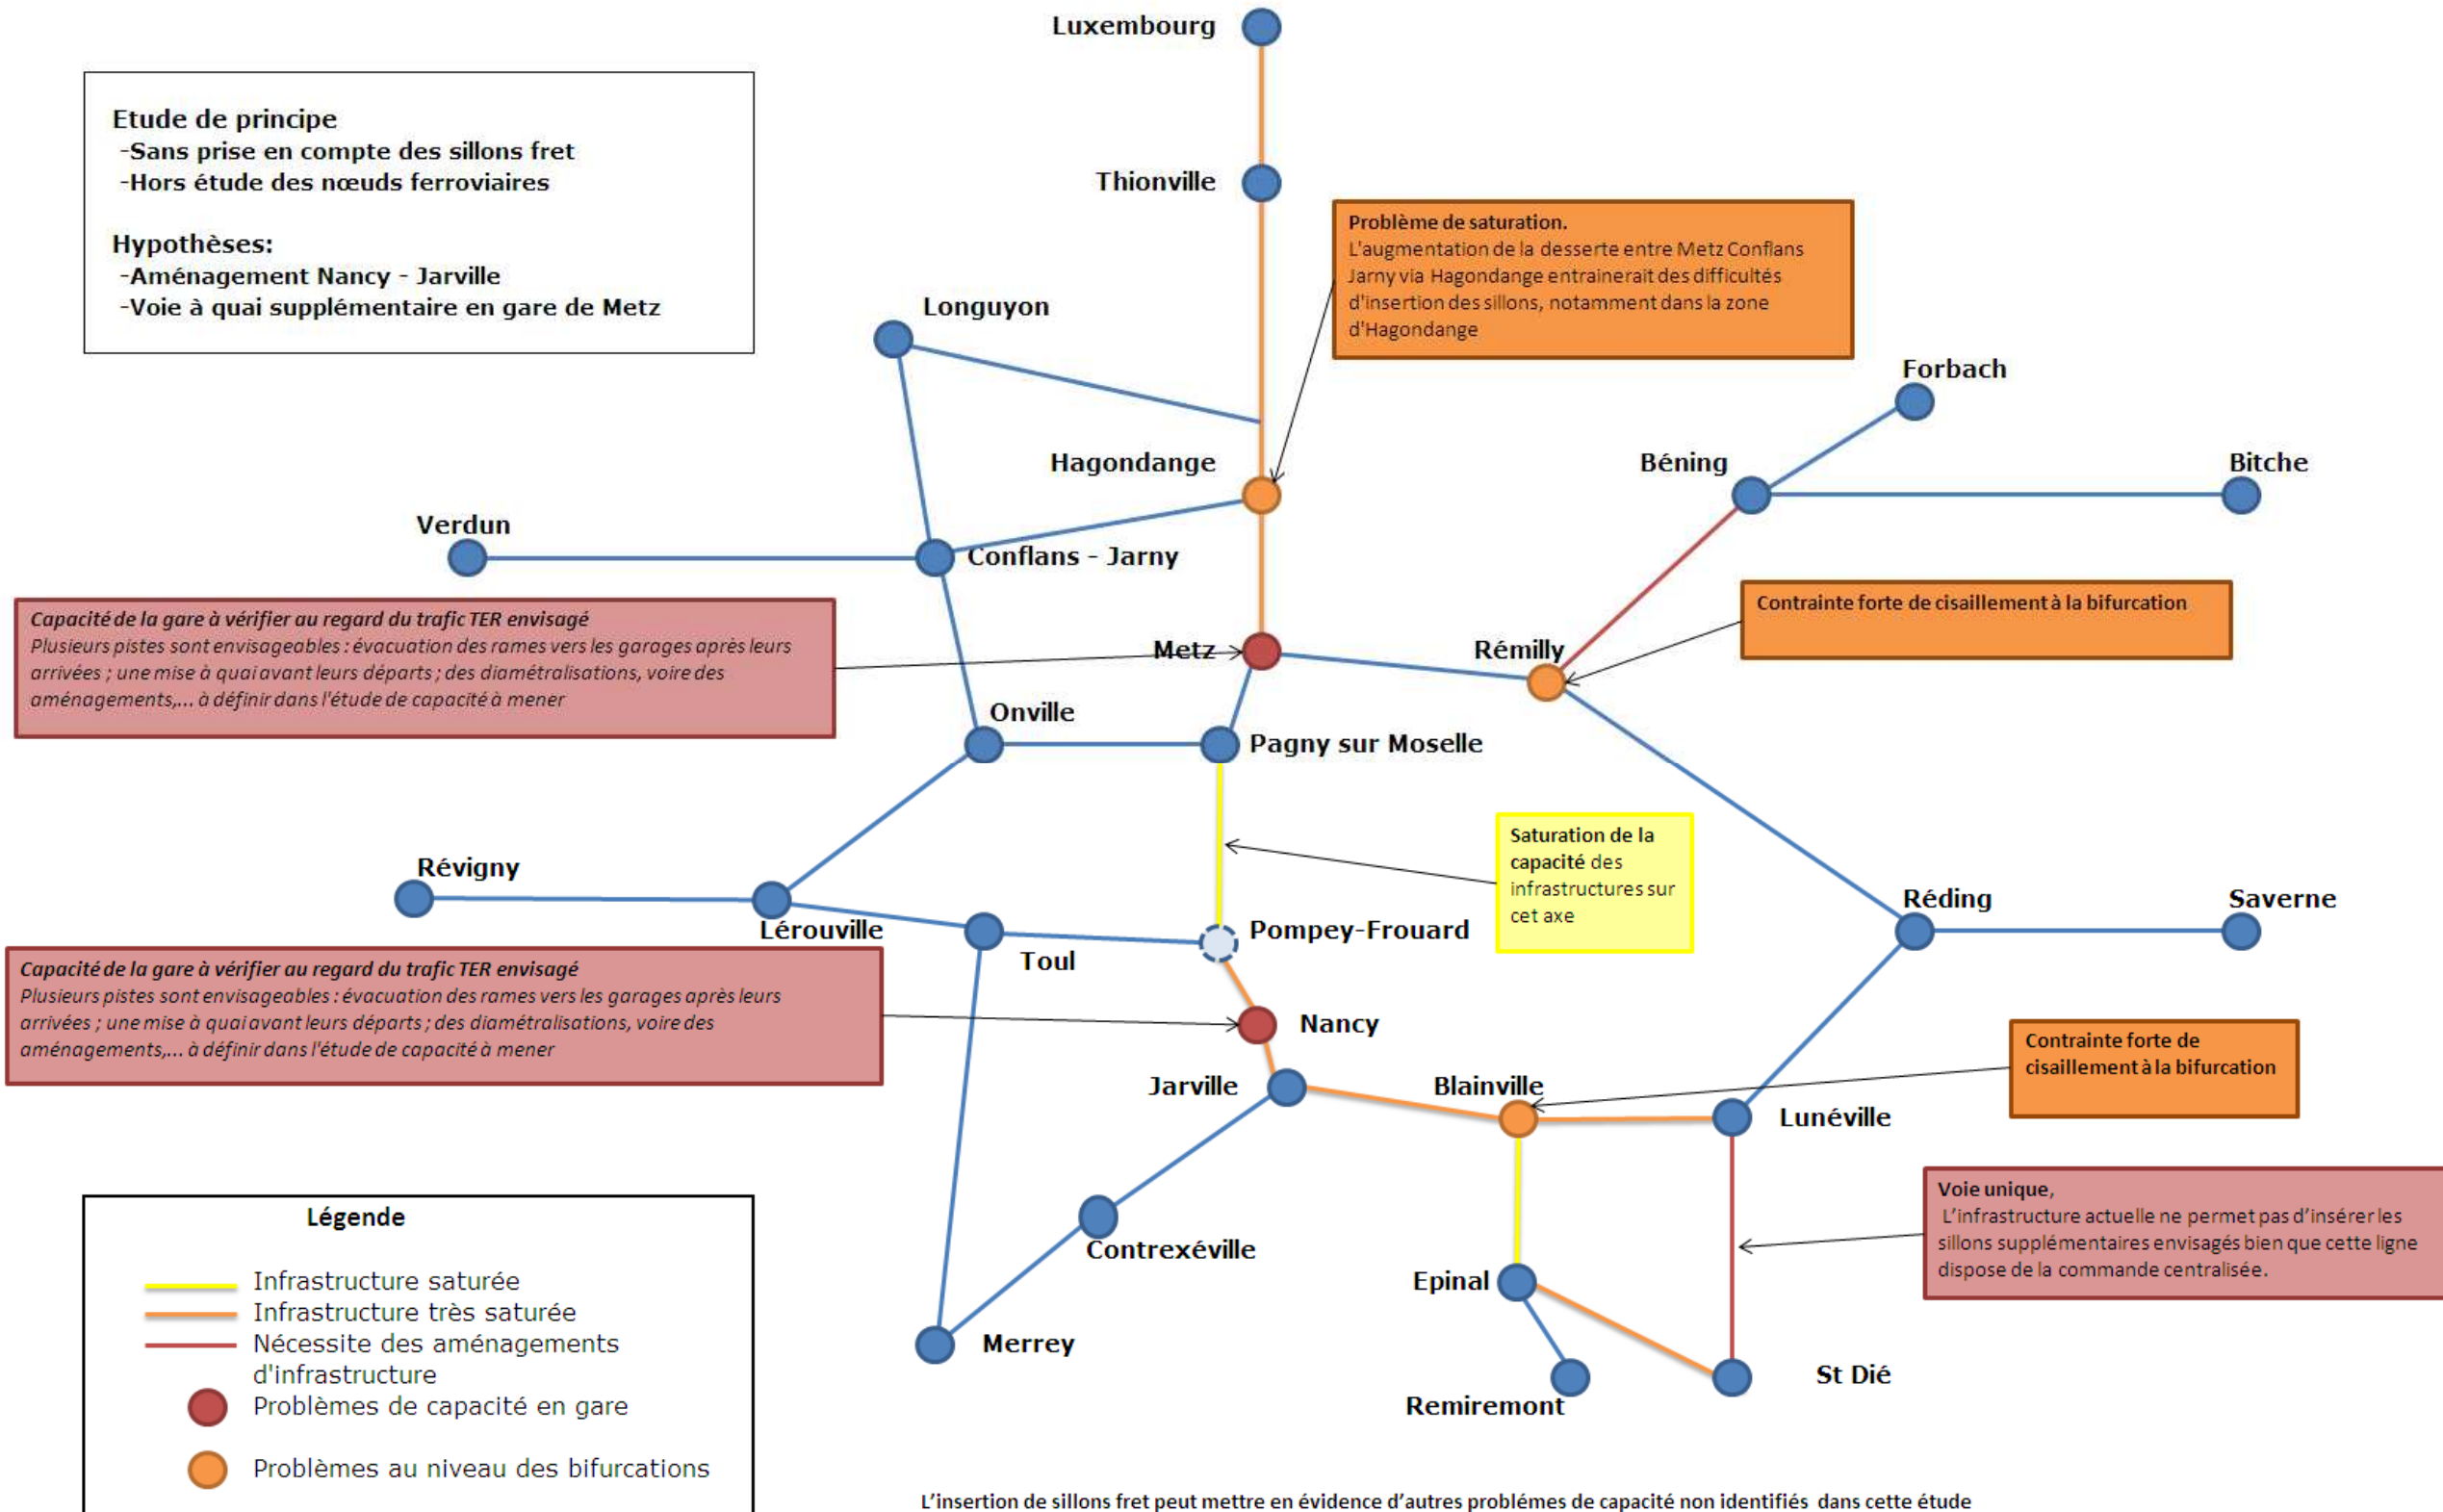 Luxembourg
Etude de principe
-Sans prise en compte des sillons fret
-Hors étude des nœuds ferroviaires
Hypothèses:
-Aménagement Nancy - Jarville
-Voie à quai supplémentaire en gare de Metz
Thionville
Problème de saturation.
L'augmentation de la desserte entre Metz Conflans
Jarny via Hagondange entrainerait des difficultés
d'insertion des sillons, notamment dans la zone
d'Hagondange
Longuyon
Forbach
Hagondange
Béning
Bitche
Verdun
Conflans - Jarny
Capacité de la gare à vérifier au regard du trafic TER envisagé
Plusieurs pistes sont envisageables : évacuation des rames vers les garages après leurs
arrivées ; une mise à quai avant leurs départs ; des diamétralisations, voire des
aménagements,... à définir dans l'étude de capacité à mener
Contrainte forte de cisaillement à la bifurcation
Metz
Rémilly
Onville
Pagny sur Moselle
Saturation de la
capacité des
infrastructures sur
cet axe
Révigny
Réding
Saverne
Lérouville
Pompey-Frouard
Toul
Capacité de la gare à vérifier au regard du trafic TER envisagé
Plusieurs pistes sont envisageables : évacuation des rames vers les garages après leurs
arrivées ; une mise à quai avant leurs départs ; des diamétralisations, voire des
aménagements,... à définir dans l'étude de capacité à mener
Nancy
Contrainte forte de
cisaillement à la bifurcation
Jarville
Blainville
Lunéville
Voie unique,
L'infrastructure actuelle ne permet pas d'insérer les
sillons supplémentaires envisagés bien que cette ligne
dispose de la commande centralisée.
Contrexéville
Epinal
Merrey
St Dié
Remiremont
Légende
Infrastructure saturée
Infrastructure très saturée
Nécessite des aménagements
d'infrastructure
Problèmes de capacité en gare
Problèmes au niveau des bifurcations
L'insertion de sillons fret peut mettre en évidence d'autres problémes de capacité non identifiés dans cette étude